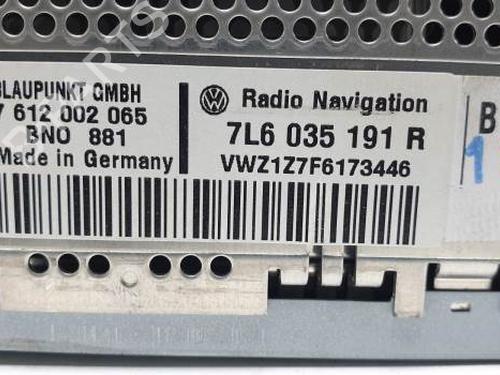 BLAUPUNKT GMBH
7 612 002 065
BNO 881
Made in Germany
Radio Navigation
7L6 035 191 R
VWZ1Z7F6173446
B
1